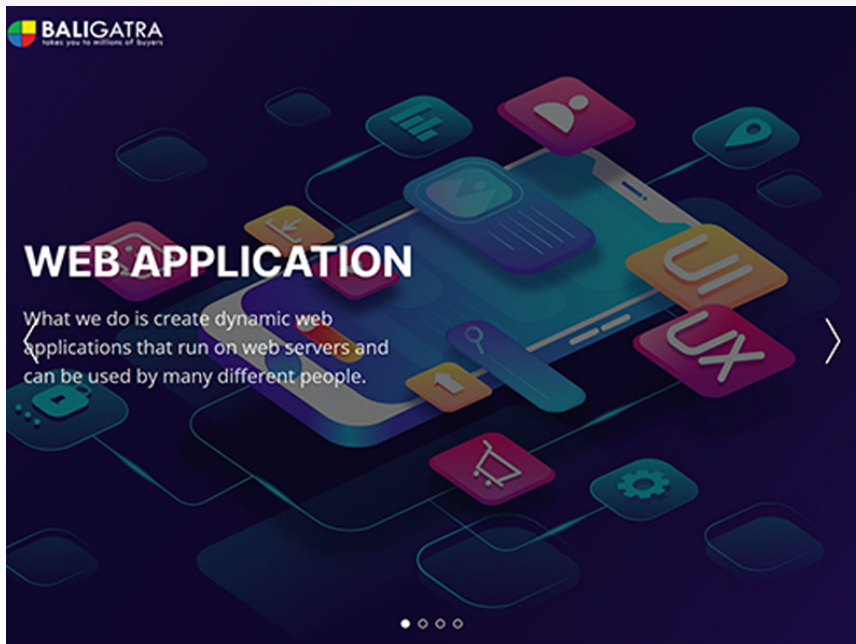 BALIGATRA
takes you to millions of buyers
WEB APPLICATION
What we do is create dynamic web
applications that run on web servers and
can be used by many different people.
UI
UX